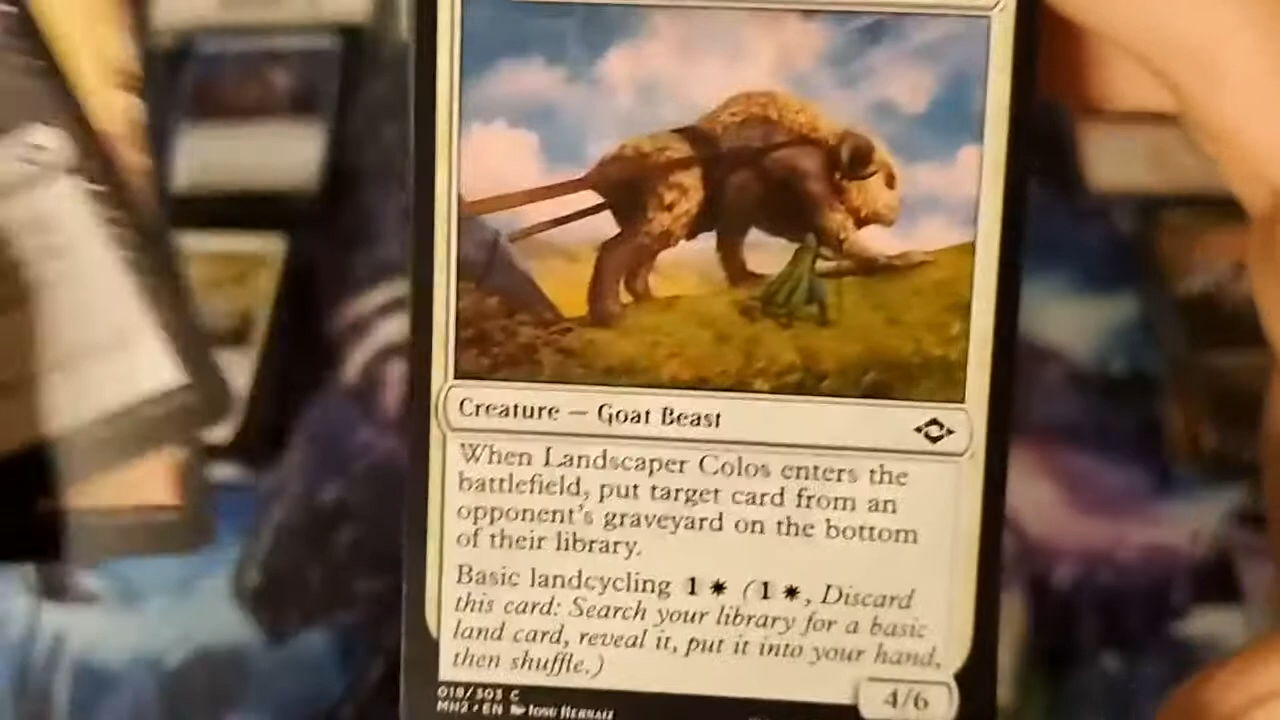 Creature — Goat Beast
When Landscaper Colos enters the
battlefield, put target card from an
opponent's graveyard on the bottom
of their library.
Basic landcycling 1 (1, Discard
this card: Search your library for a basic
land card, reveal it, put it into your hand,
then shuffle.)
4/6
018/303 C
MH2 • EN Iosu Hernaiz